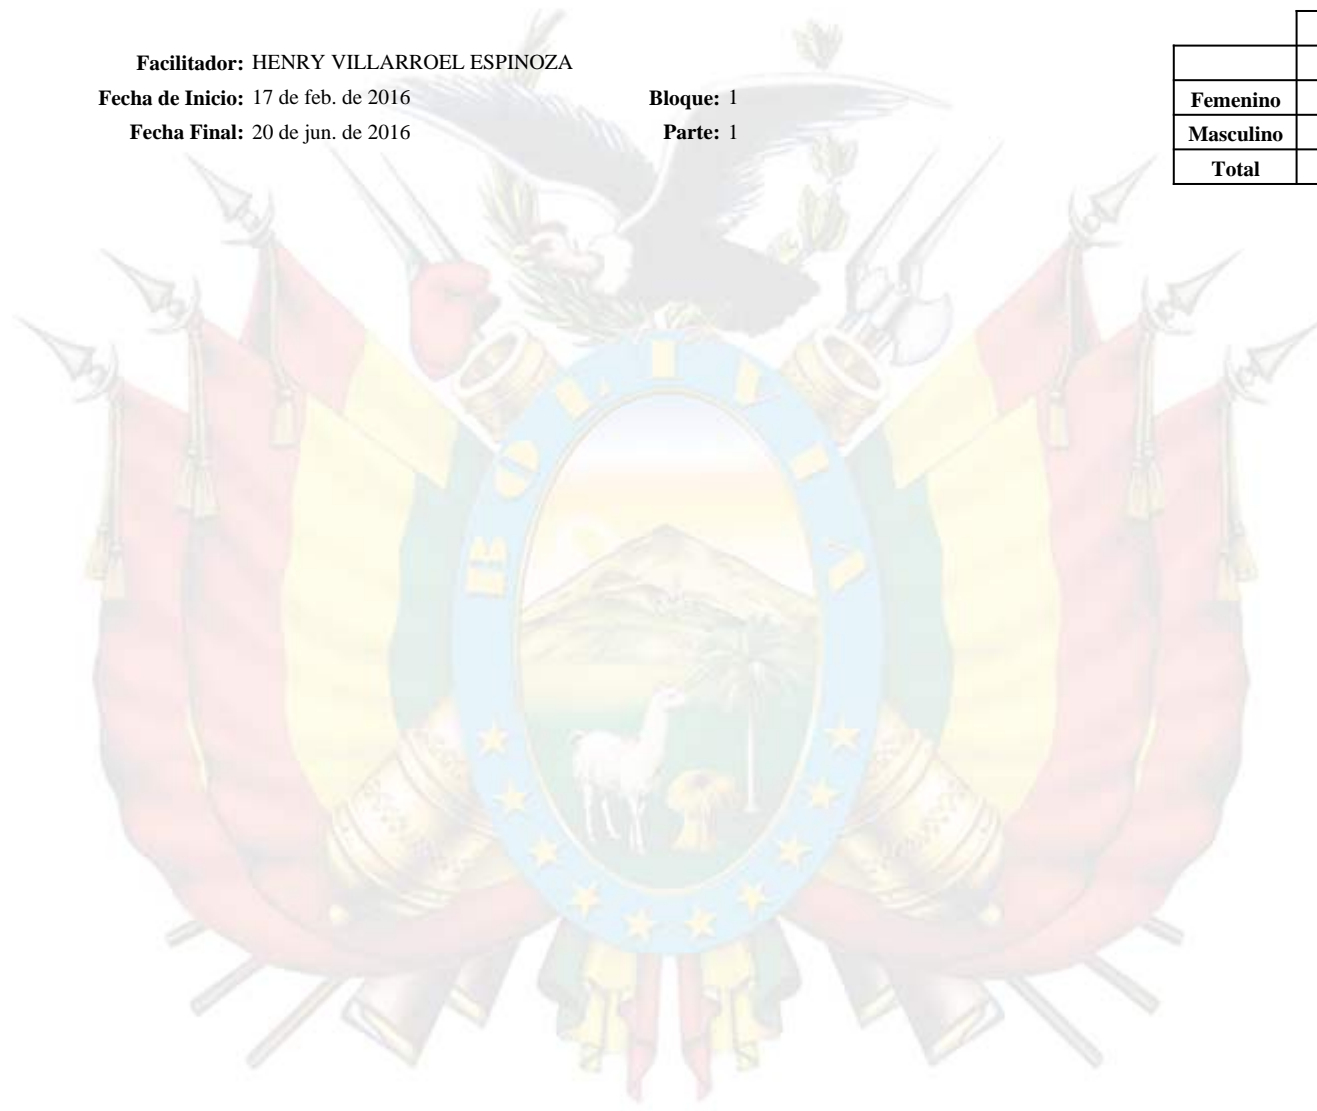 Facilitador: HENRY VILLARROEL ESPINOZA
Fecha de Inicio: 17 de feb. de 2016 Bloque: 1
Fecha Final: 20 de jun. de 2016 Parte: 1
Femenino
Masculino
Total
BOLIVIA